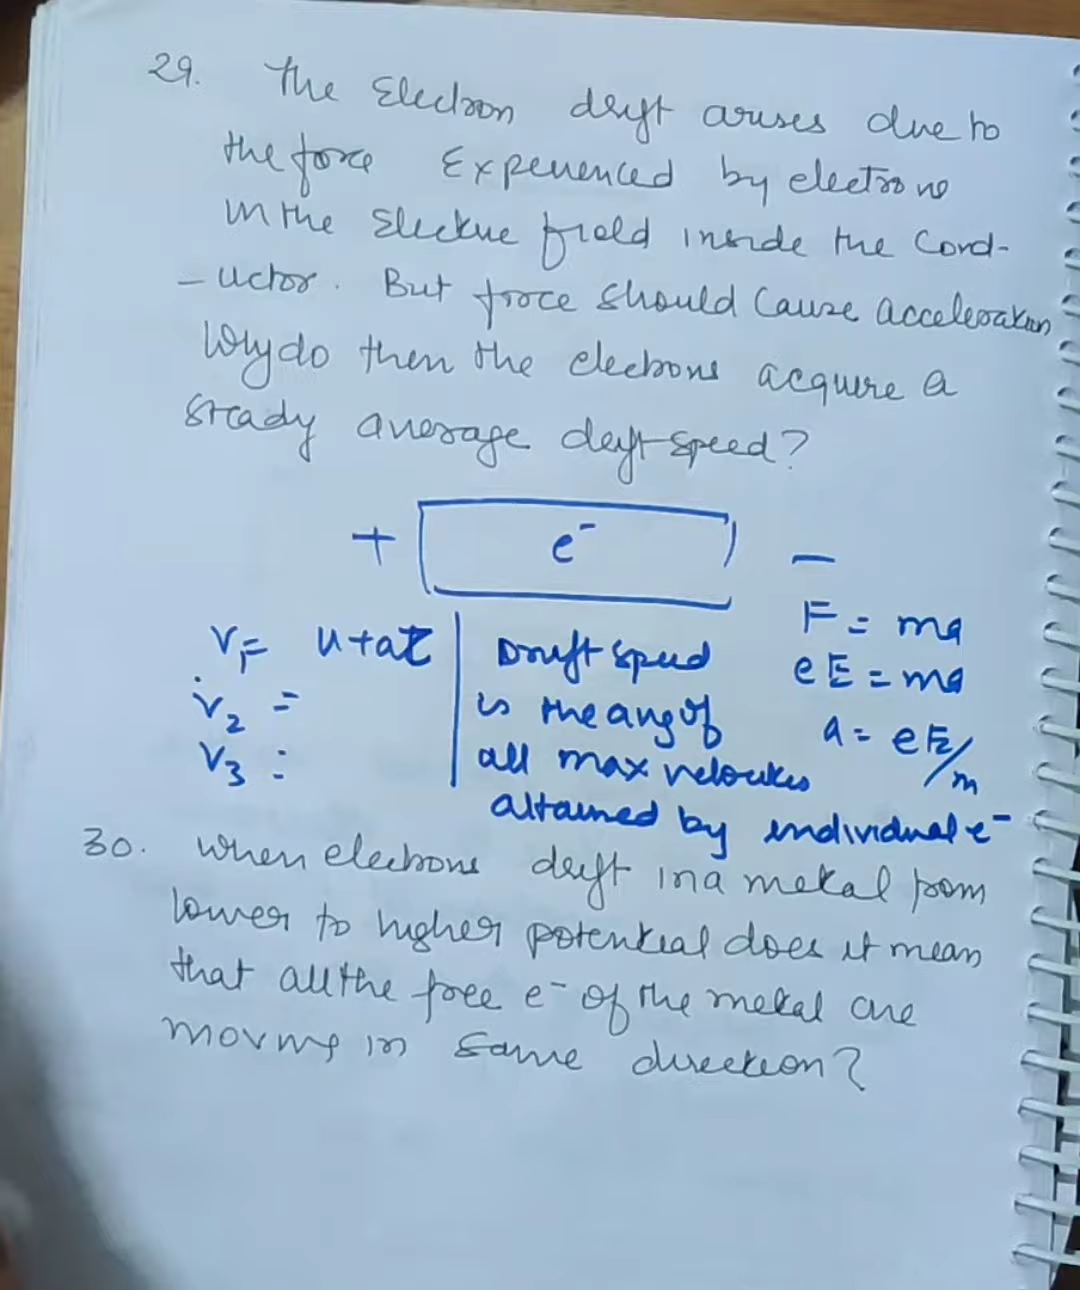 29. The Electron drift arises due to
the force Experienced by electrons
in the Electric field inside the Cond-
- uctor. But force should Cause acceleration
Why do then the electrons acquire a
steady average drift speed?
+ e⁻ −
F = ma
V₁ = u+aτ Drift speed eE = ma
V₂ = is the avg of a = eE/m
V₃ = all max velocities
attained by individual e⁻
30. When electrons drift in a metal from
lower to higher potential does it mean
that all the free e⁻ of the metal are
moving in same direction?